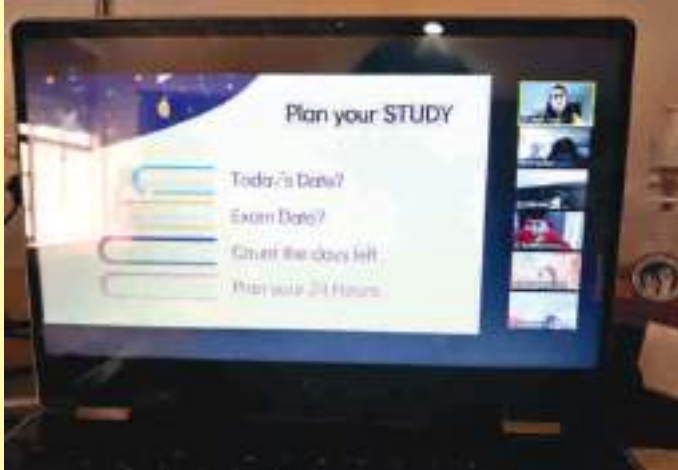 Plan your STUDY
Today's Date?
Exam Date?
Count the days left
Plan your 24 Hours